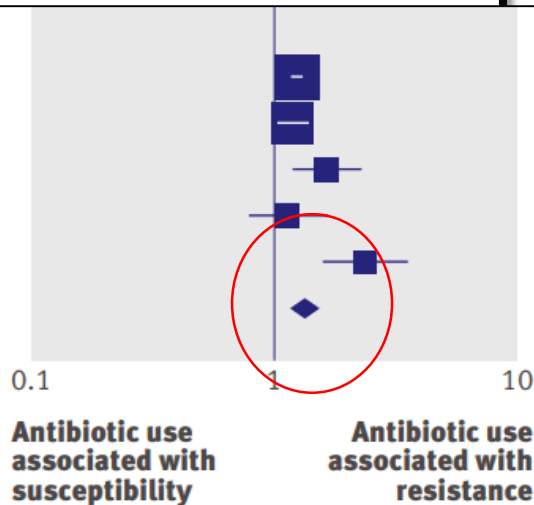 0.1 1 10
Antibiotic use Antibiotic use
associated with associated with
susceptibility resistance